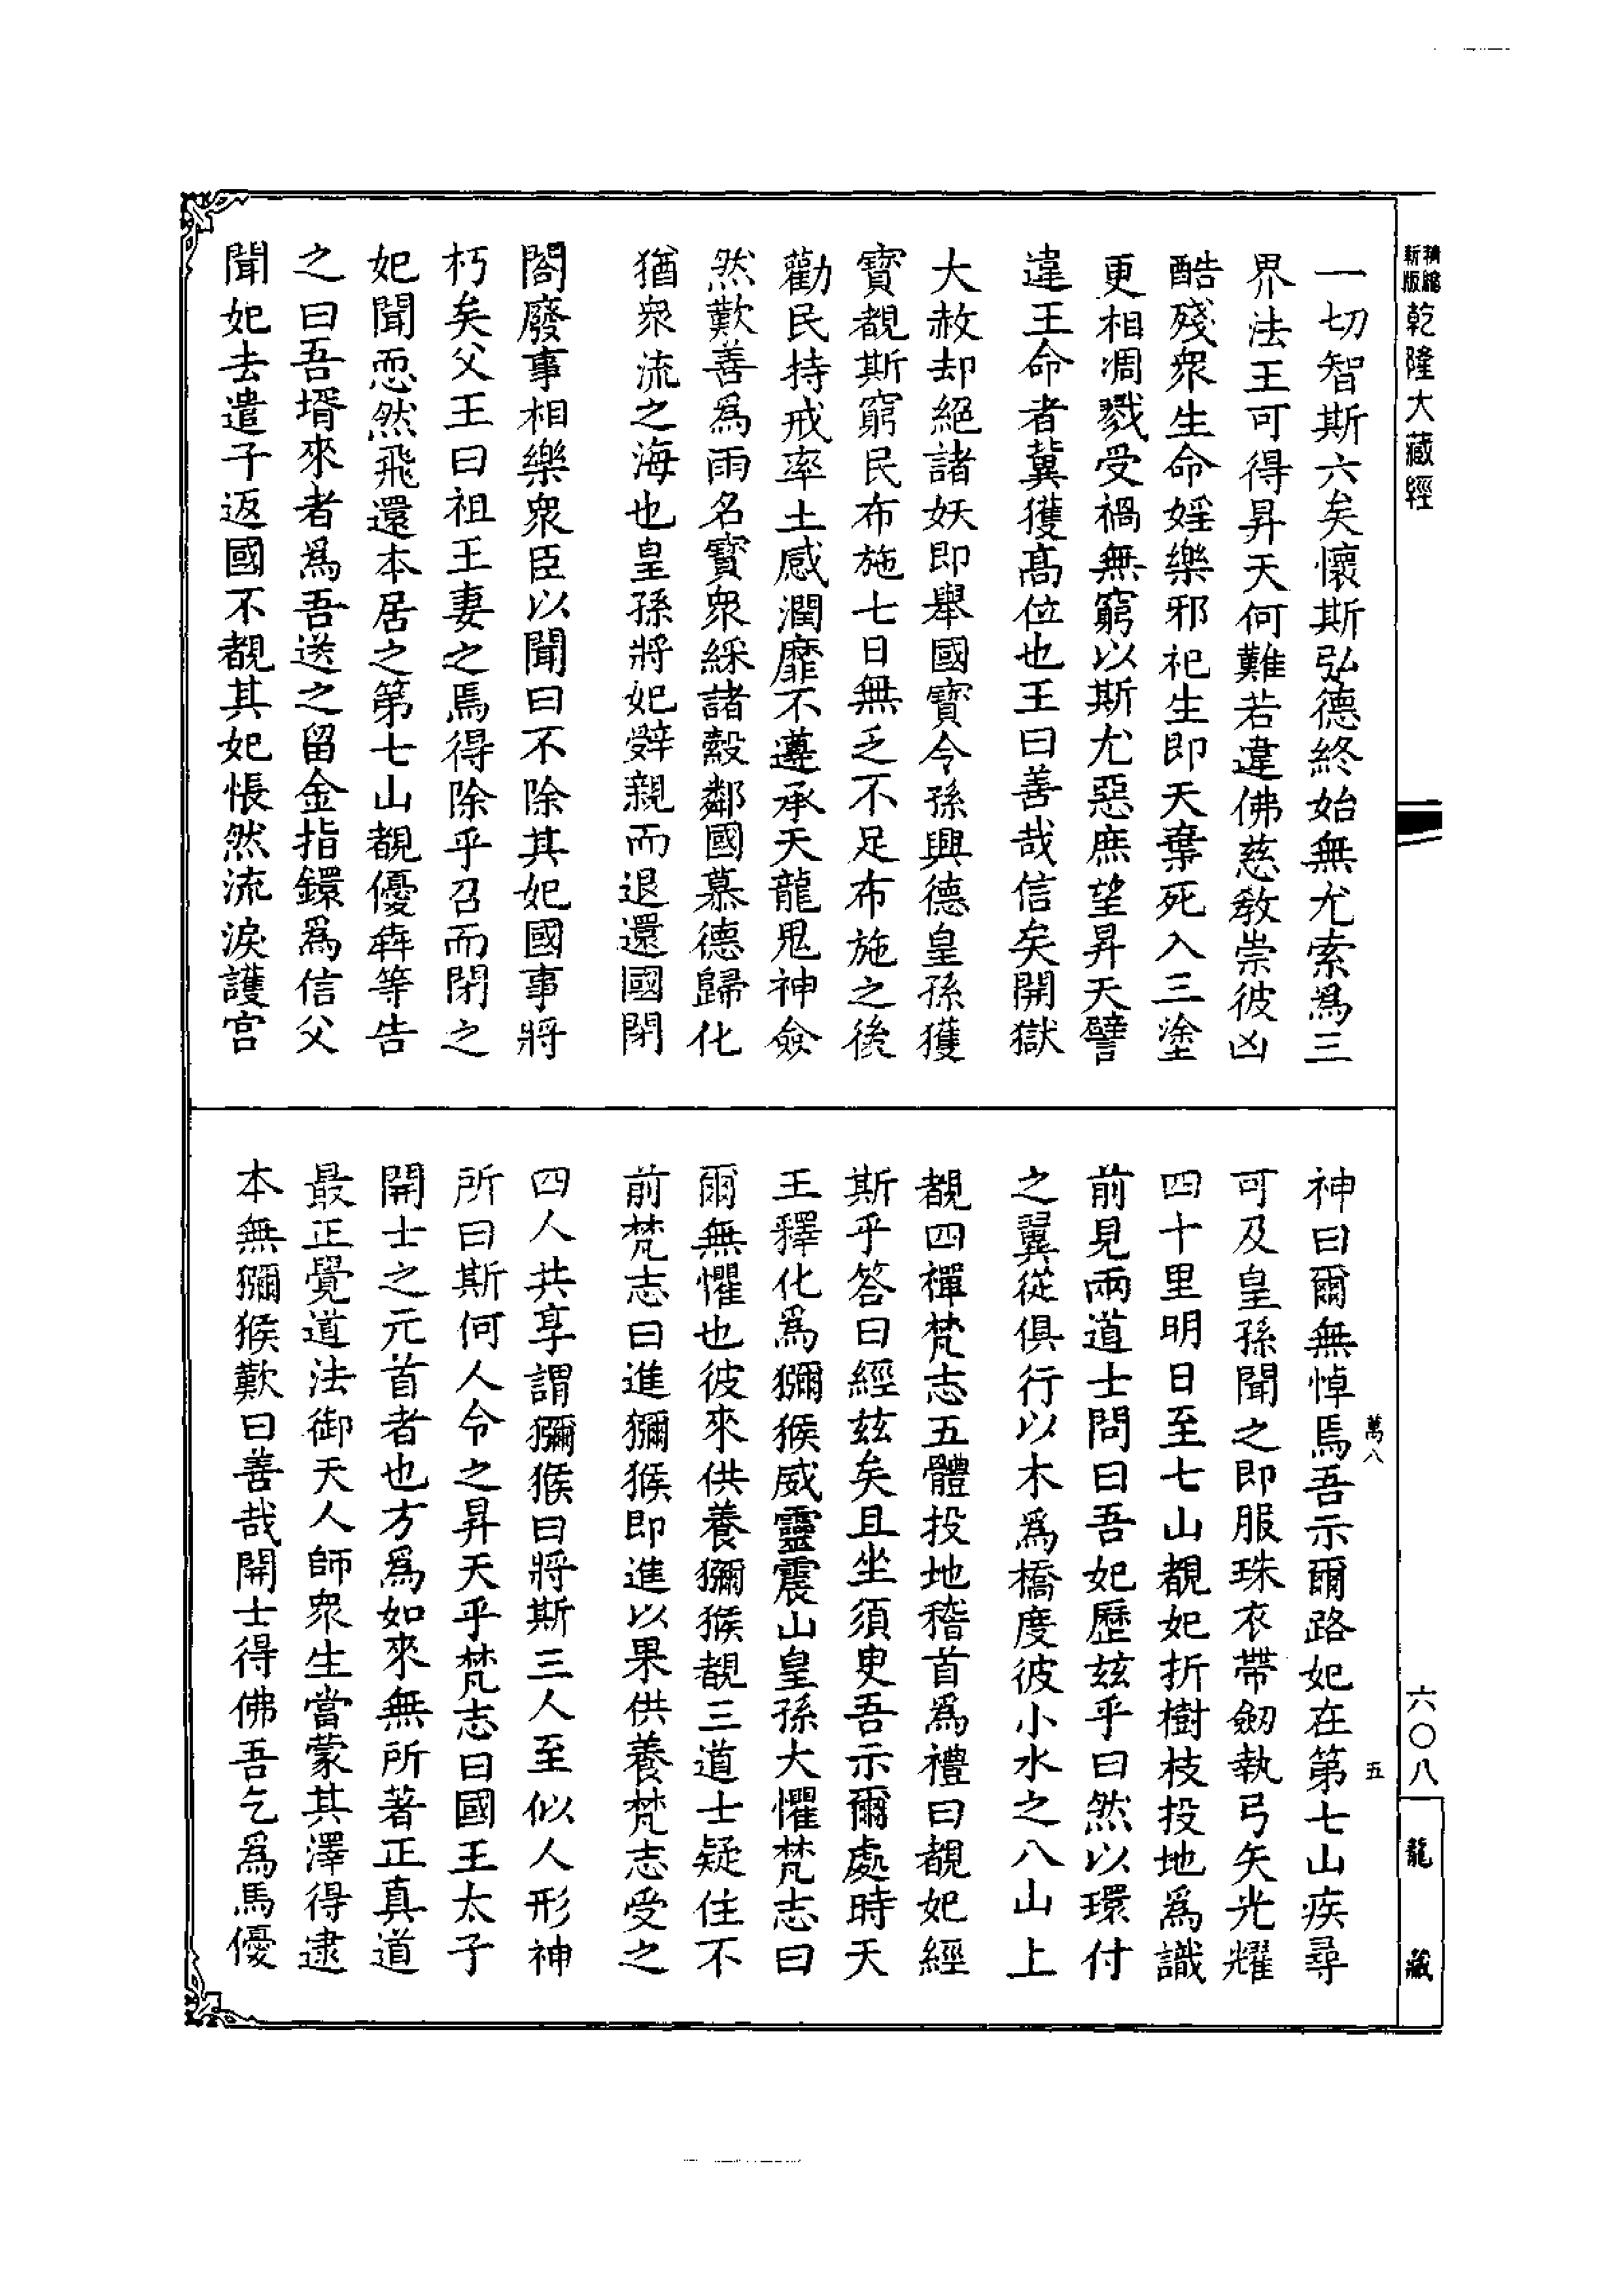 精編
新版
乾隆大藏經
一切智斯六矣懷斯弘德終始無尤索爲三
界法王可得昇天何難若違佛慈教崇彼凶
酷殘衆生命婬樂邪祀生即天棄死入三塗
更相凋戮受禍無窮以斯尤惡庶望昇天譬
違王命者冀獲髙位也王曰善哉信矣開獄
大赦却絕諸妖即舉國寶令孫興德皇孫獲
寶覩斯窮民布施七日無乏不足布施之後
勸民持戒率土感潤靡不遵承天龍鬼神僉
然歎善爲雨名寶衆綵諸穀鄰國慕德歸化
猶衆流之海也皇孫將妃辤親而退還國閉
閤廢事相樂衆臣以聞曰不除其妃國事將
朽矣父王曰祖王妻之焉得除乎召而閉之
妃聞恧然飛還本居之第七山覩優犇等告
之曰吾壻來者爲吾送之留金指鐶爲信父
聞妃去遣子返國不覩其妃悵然流淚護宮
神曰爾無悼焉吾示爾路妃在第七山疾尋
可及皇孫聞之即服珠衣帶劒執弓矢光耀
四十里明日至七山覩妃折樹枝投地爲識
前見兩道士問曰吾妃歷兹乎曰然以環付
之翼從俱行以木爲橋度彼小水之八山上
覩四禪梵志五體投地稽首爲禮曰覩妃經
斯乎答曰經兹矣且坐須臾吾示爾處時天
王釋化爲獼猴威靈震山皇孫大懼梵志曰
爾無懼也彼來供養獼猴覩三道士疑住不
前梵志曰進獼猴即進以果供養梵志受之
四人共享謂獼猴曰將斯三人至似人形神
所曰斯何人令之昇天乎梵志曰國王太子
開士之元首者也方爲如來無所著正真道
最正覺道法御天人師衆生當蒙其澤得逮
本無獼猴歎曰善哉開士得佛吾乞爲馬優
萬八
五
六〇八
龍藏